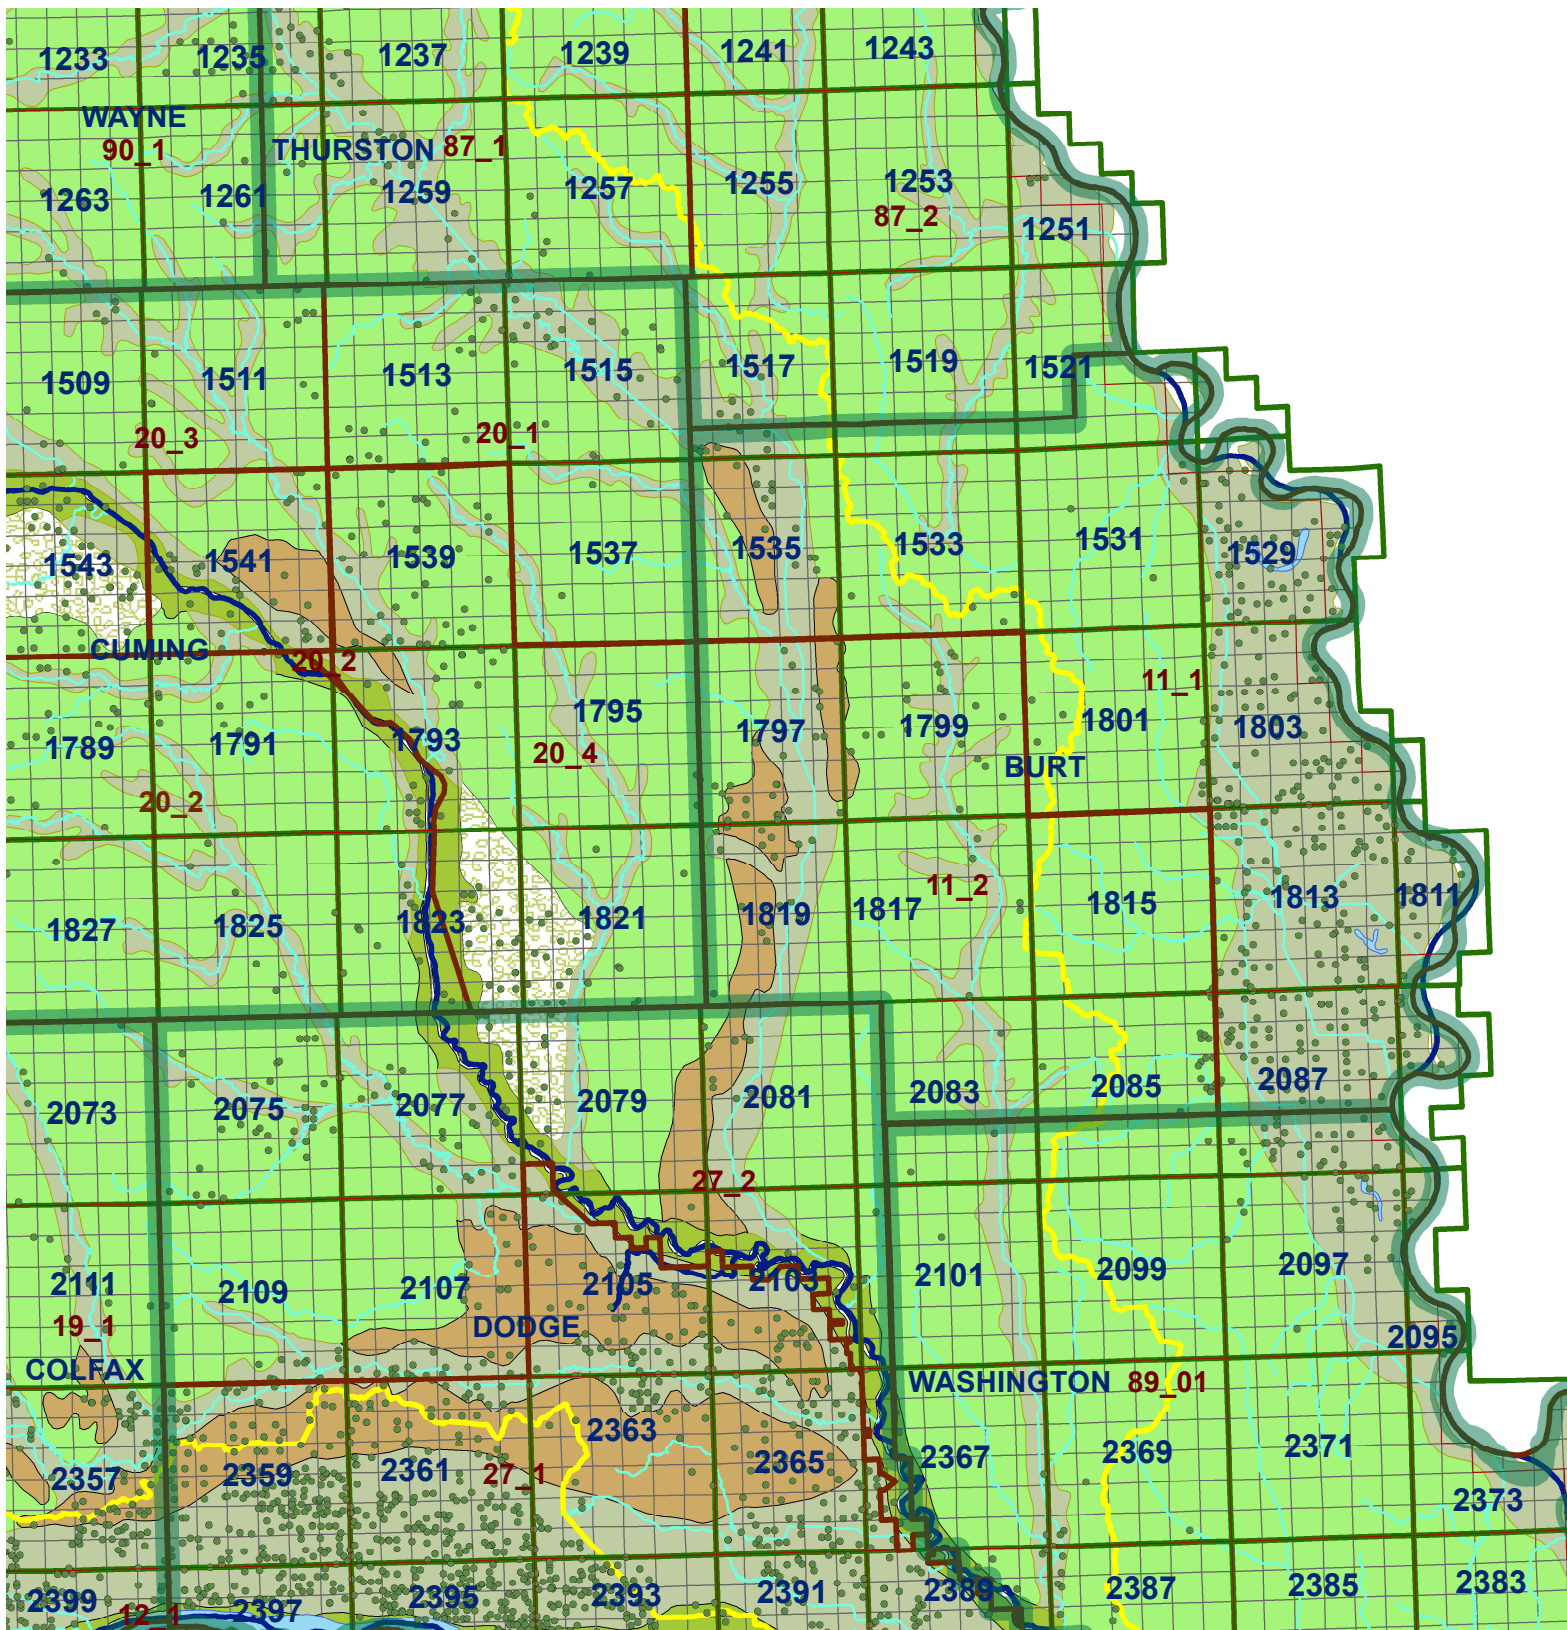 1233 1235 1237 1239 1241 1243
WAYNE
90_1 THURSTON 87_1
1263 1261 1259 1257 1255 1253
87_2
1251
1509 1511 1513 1515 1517 1519 1521
20_3 20_1
1543 1541 1539 1537 1535 1533 1531 1529
CUMING 20_2
11_1
1789 1791 1793 1795 1797 1799 1801 1803
20_4 BURT
20_2
11_2
1827 1825 1823 1821 1819 1817 1815 1813 1811
2073 2075 2077 2079 2081 2083 2085 2087
27_2
2111 2109 2107 2105 2103 2101 2099 2097
19_1 DODGE 2095
COLFAX WASHINGTON 89_01
2357 2359 2361 2363 2365 2367 2369 2371
27_1 2373
2399 2397 2395 2393 2391 2389 2387 2385 2383
12_1